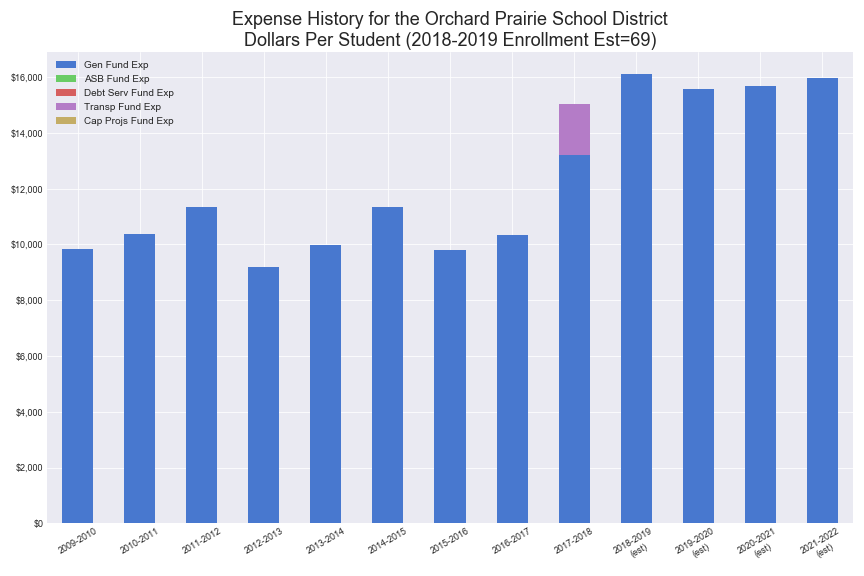 Expense History for the Orchard Prairie School District
Dollars Per Student (2018-2019 Enrollment Est=69)
Gen Fund Exp
ASB Fund Exp
Debt Serv Fund Exp
Transp Fund Exp
Cap Projs Fund Exp
$16,000
$14,000
$12,000
$10,000
$8,000
$6,000
$4,000
$2,000
$0
2009-2010
2010-2011
2011-2012
2012-2013
2013-2014
2014-2015
2015-2016
2016-2017
2017-2018
2018-2019
(est)
2019-2020
(est)
2020-2021
(est)
2021-2022
(est)